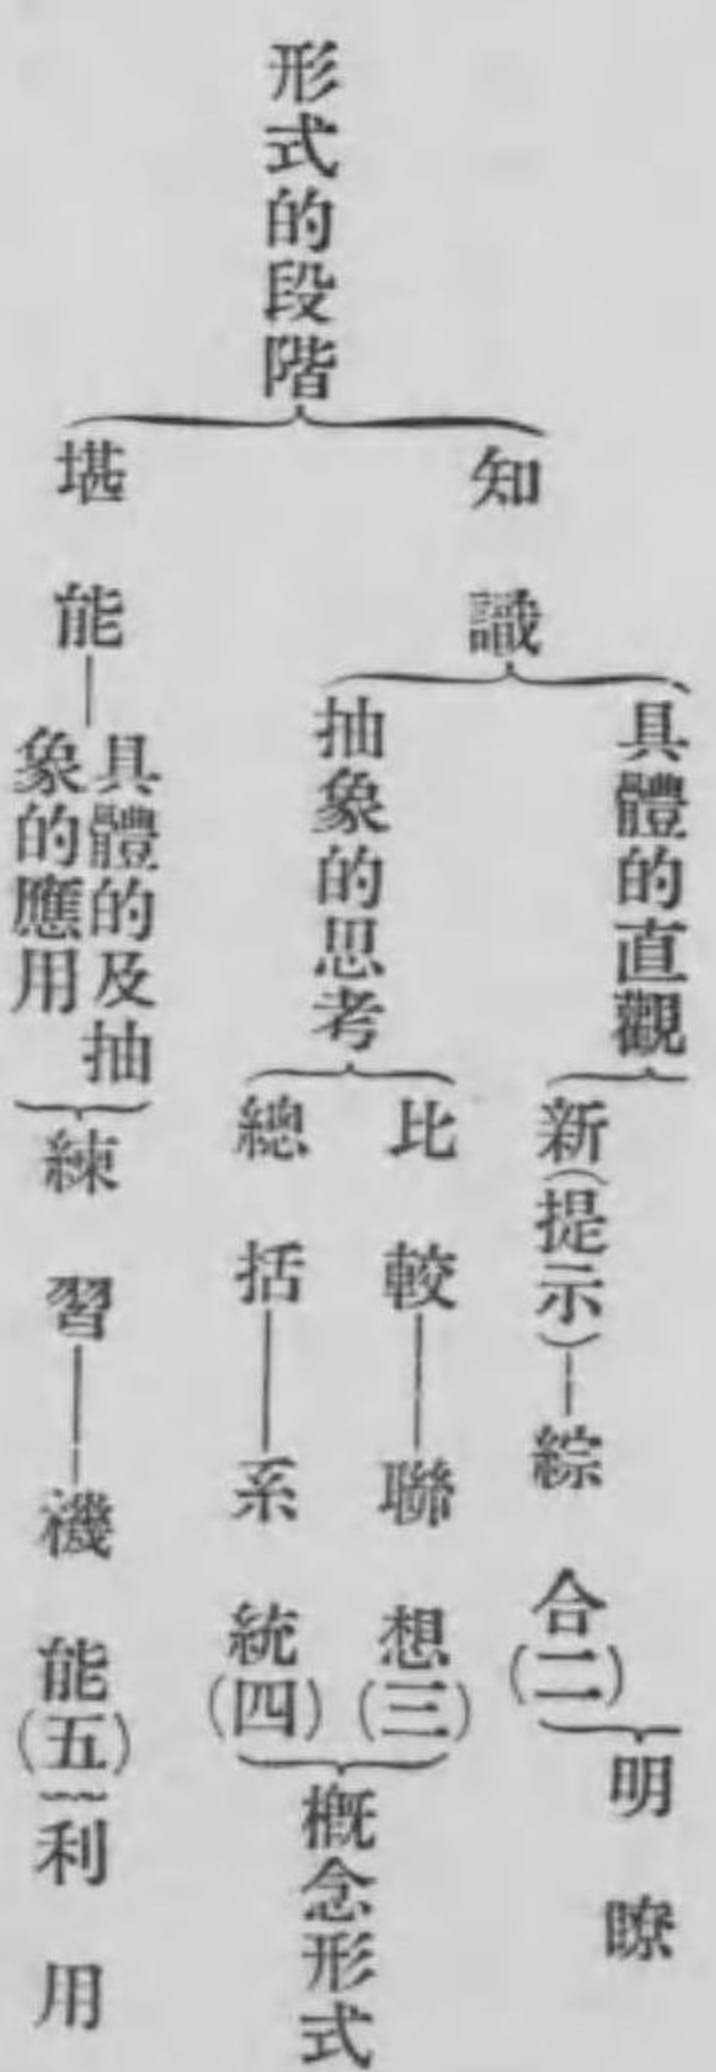 形式的段階
知識
具體的直觀
新(提示)—綜合(二)
明瞭
抽象的思考
比較—聯想(三)
總括—系統(四)
概念形式
堪能—
具體的及抽
象的應用
練習—機能(五)
利用